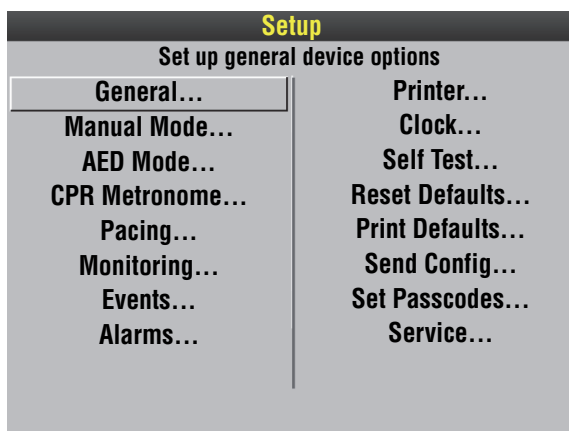 Setup
Set up general device options
General...
Manual Mode...
AED Mode...
CPR Metronome...
Pacing...
Monitoring...
Events...
Alarms...
Printer...
Clock...
Self Test...
Reset Defaults...
Print Defaults...
Send Config...
Set Passcodes...
Service...